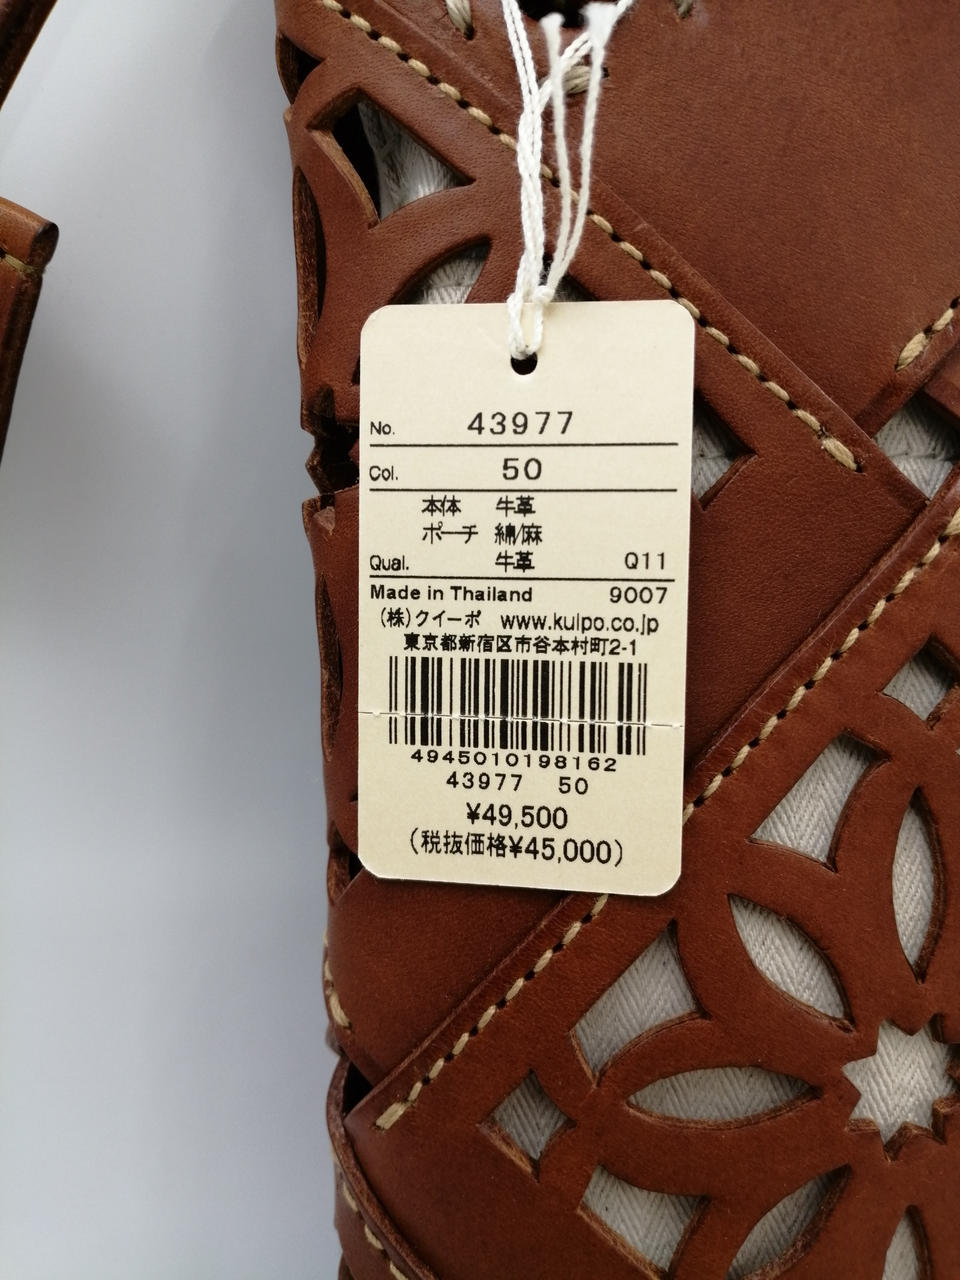 No. 43977
Col. 50
本体 牛革
ポーチ 綿/麻
Qual. 牛革 Q11
Made in Thailand 9007
(株)クイーポ www.kuipo.co.jp
東京都新宿区市谷本村町2-1
4945010198162
43977 50
¥49,500
(税抜価格¥45,000)